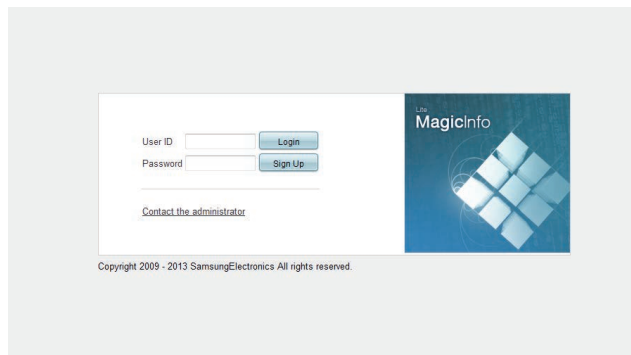 Lite
MagicInfo
User ID
Login
Password
Sign Up
Contact the administrator
Copyright 2009 - 2013 SamsungElectronics All rights reserved.